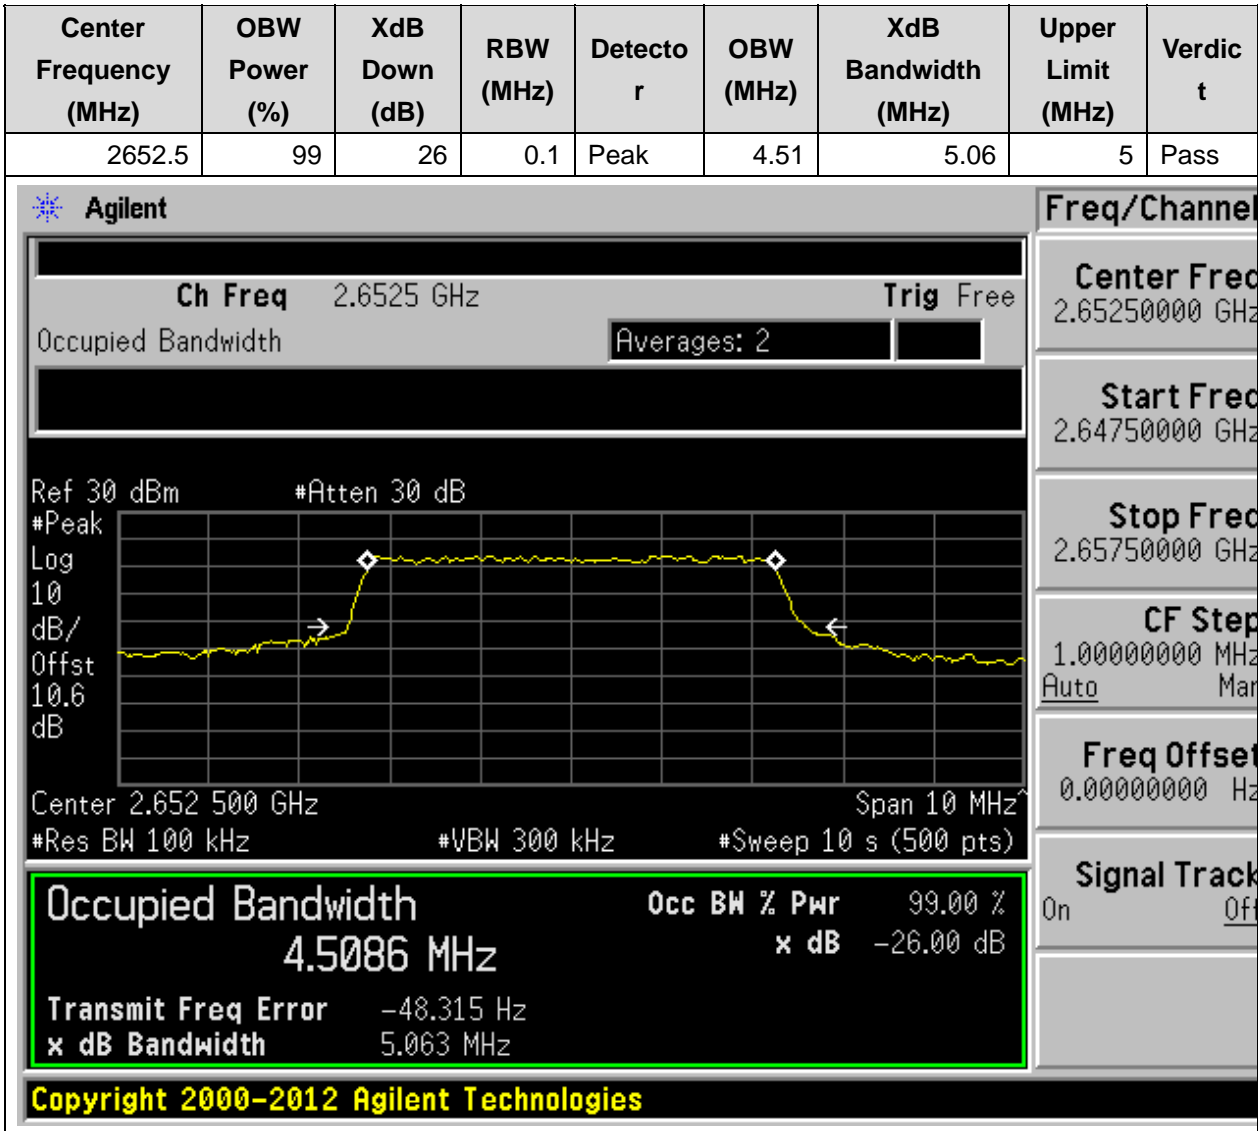 Center Frequency (MHz) OBW Power (%) XdB Down (dB) RBW (MHz) Detecto r OBW (MHz) XdB Bandwidth (MHz) Upper Limit (MHz) Verdic t
2652.5 99 26 0.1 Peak 4.51 5.06 5 Pass
Agilent
Freq/Channel
Ch Freq 2.6525 GHz Trig Free
Occupied Bandwidth Averages: 2
Center Freq
2.65250000 GHz
Start Freq
2.64750000 GHz
Stop Freq
2.65750000 GHz
CF Step
1.00000000 MHz
Auto Man
Freq Offset
0.00000000 Hz
Signal Track
On Off
Ref 30 dBm #Atten 30 dB
#Peak
Log
10
dB/
Offst
10.6
dB
Center 2.652 500 GHz Span 10 MHz^
#Res BW 100 kHz #VBW 300 kHz #Sweep 10 s (500 pts)
Occupied Bandwidth
4.5086 MHz
Occ BW % Pwr 99.00 %
x dB -26.00 dB
Transmit Freq Error -48.315 Hz
x dB Bandwidth 5.063 MHz
Copyright 2000-2012 Agilent Technologies